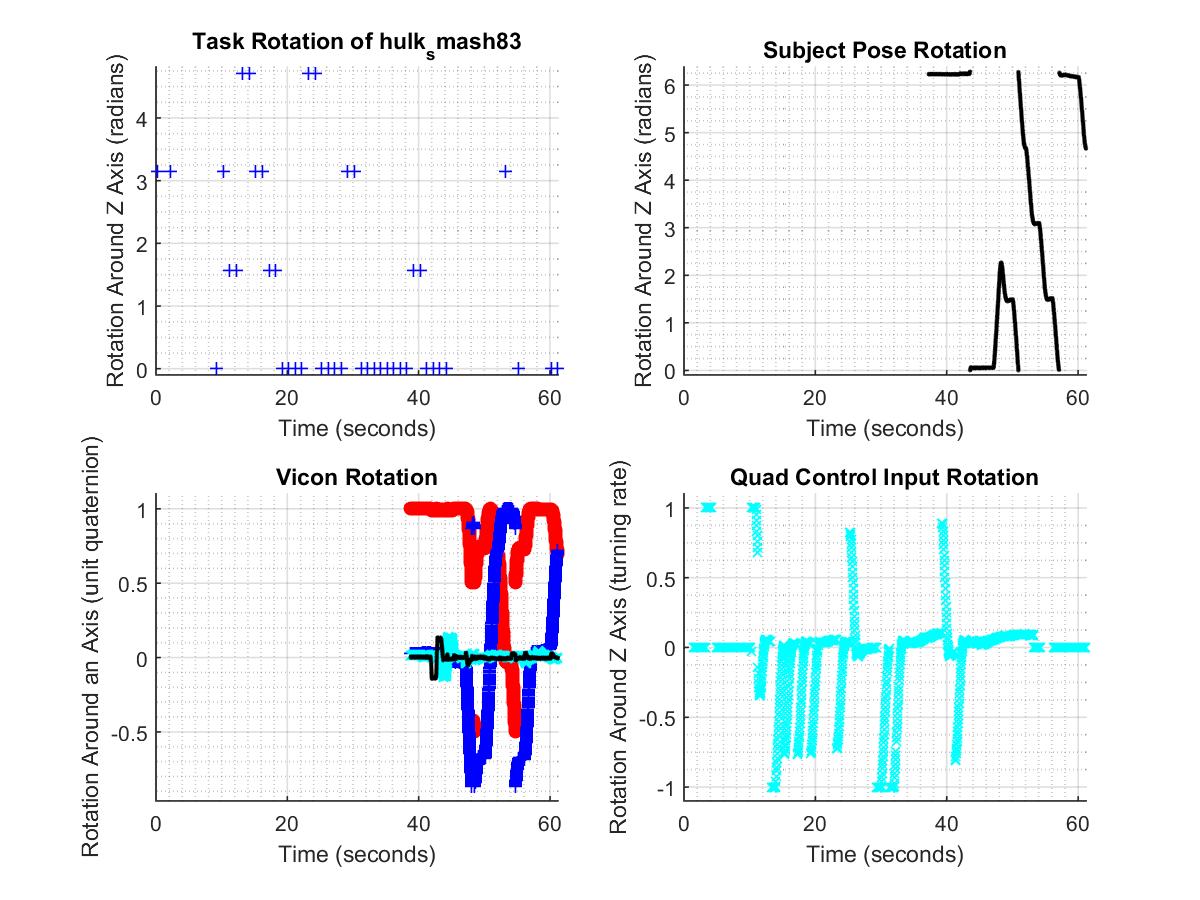 Task Rotation of hulk_smash83
Rotation Around Z Axis (radians)
4
3
2
1
0
0 20 40 60
Time (seconds)
Subject Pose Rotation
Rotation Around Z Axis (radians)
6
5
4
3
2
1
0
0 20 40 60
Time (seconds)
Vicon Rotation
Rotation Around an Axis (unit quaternion)
1
0.5
0
-0.5
0 20 40 60
Time (seconds)
Quad Control Input Rotation
Rotation Around Z Axis (turning rate)
1
0.5
0
-0.5
-1
0 20 40 60
Time (seconds)